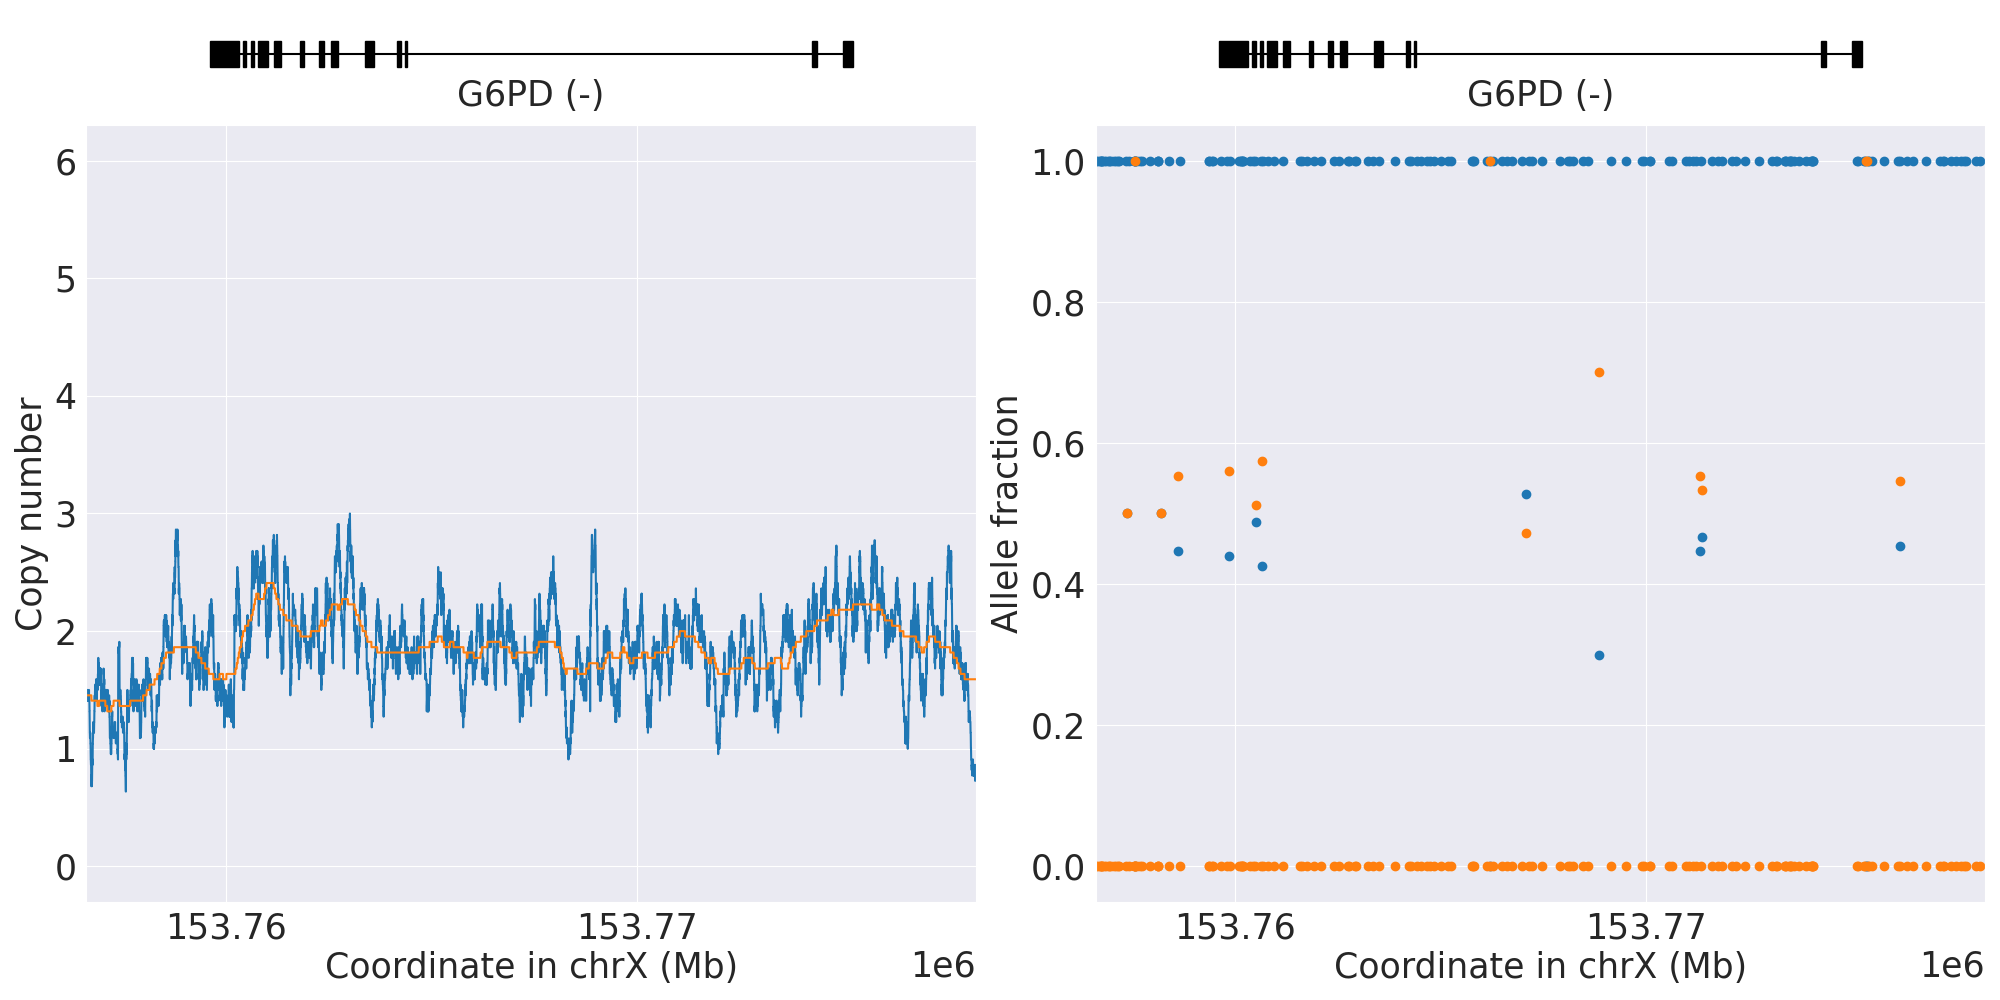 G6PD (-)
6
5
4
3
2
1
0
Copy number
153.76
153.77
Coordinate in chrX (Mb)
1e6
G6PD (-)
1.0
0.8
0.6
0.4
0.2
0.0
Allele fraction
153.76
153.77
Coordinate in chrX (Mb)
1e6